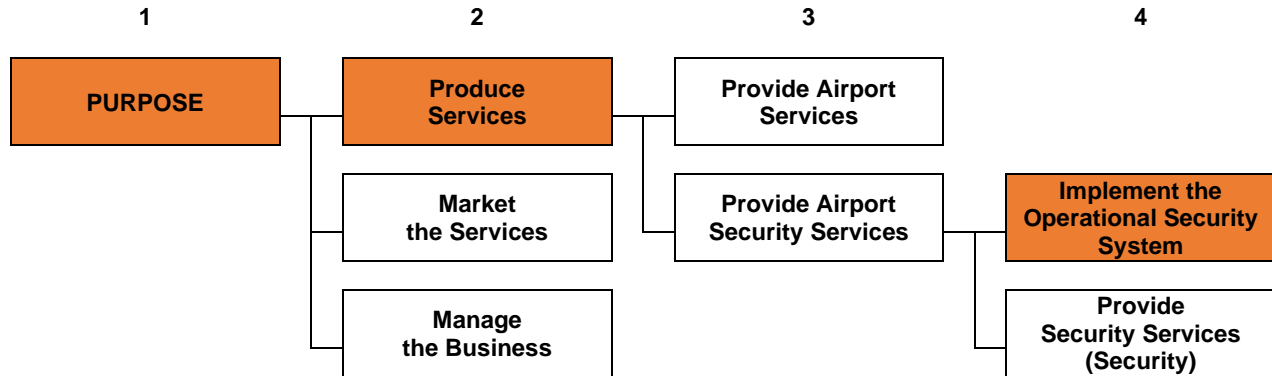 1 2 3 4
PURPOSE
Produce
Services
Provide Airport
Services
Market
the Services
Provide Airport
Security Services
Implement the
Operational Security
System
Manage
the Business
Provide
Security Services
(Security)